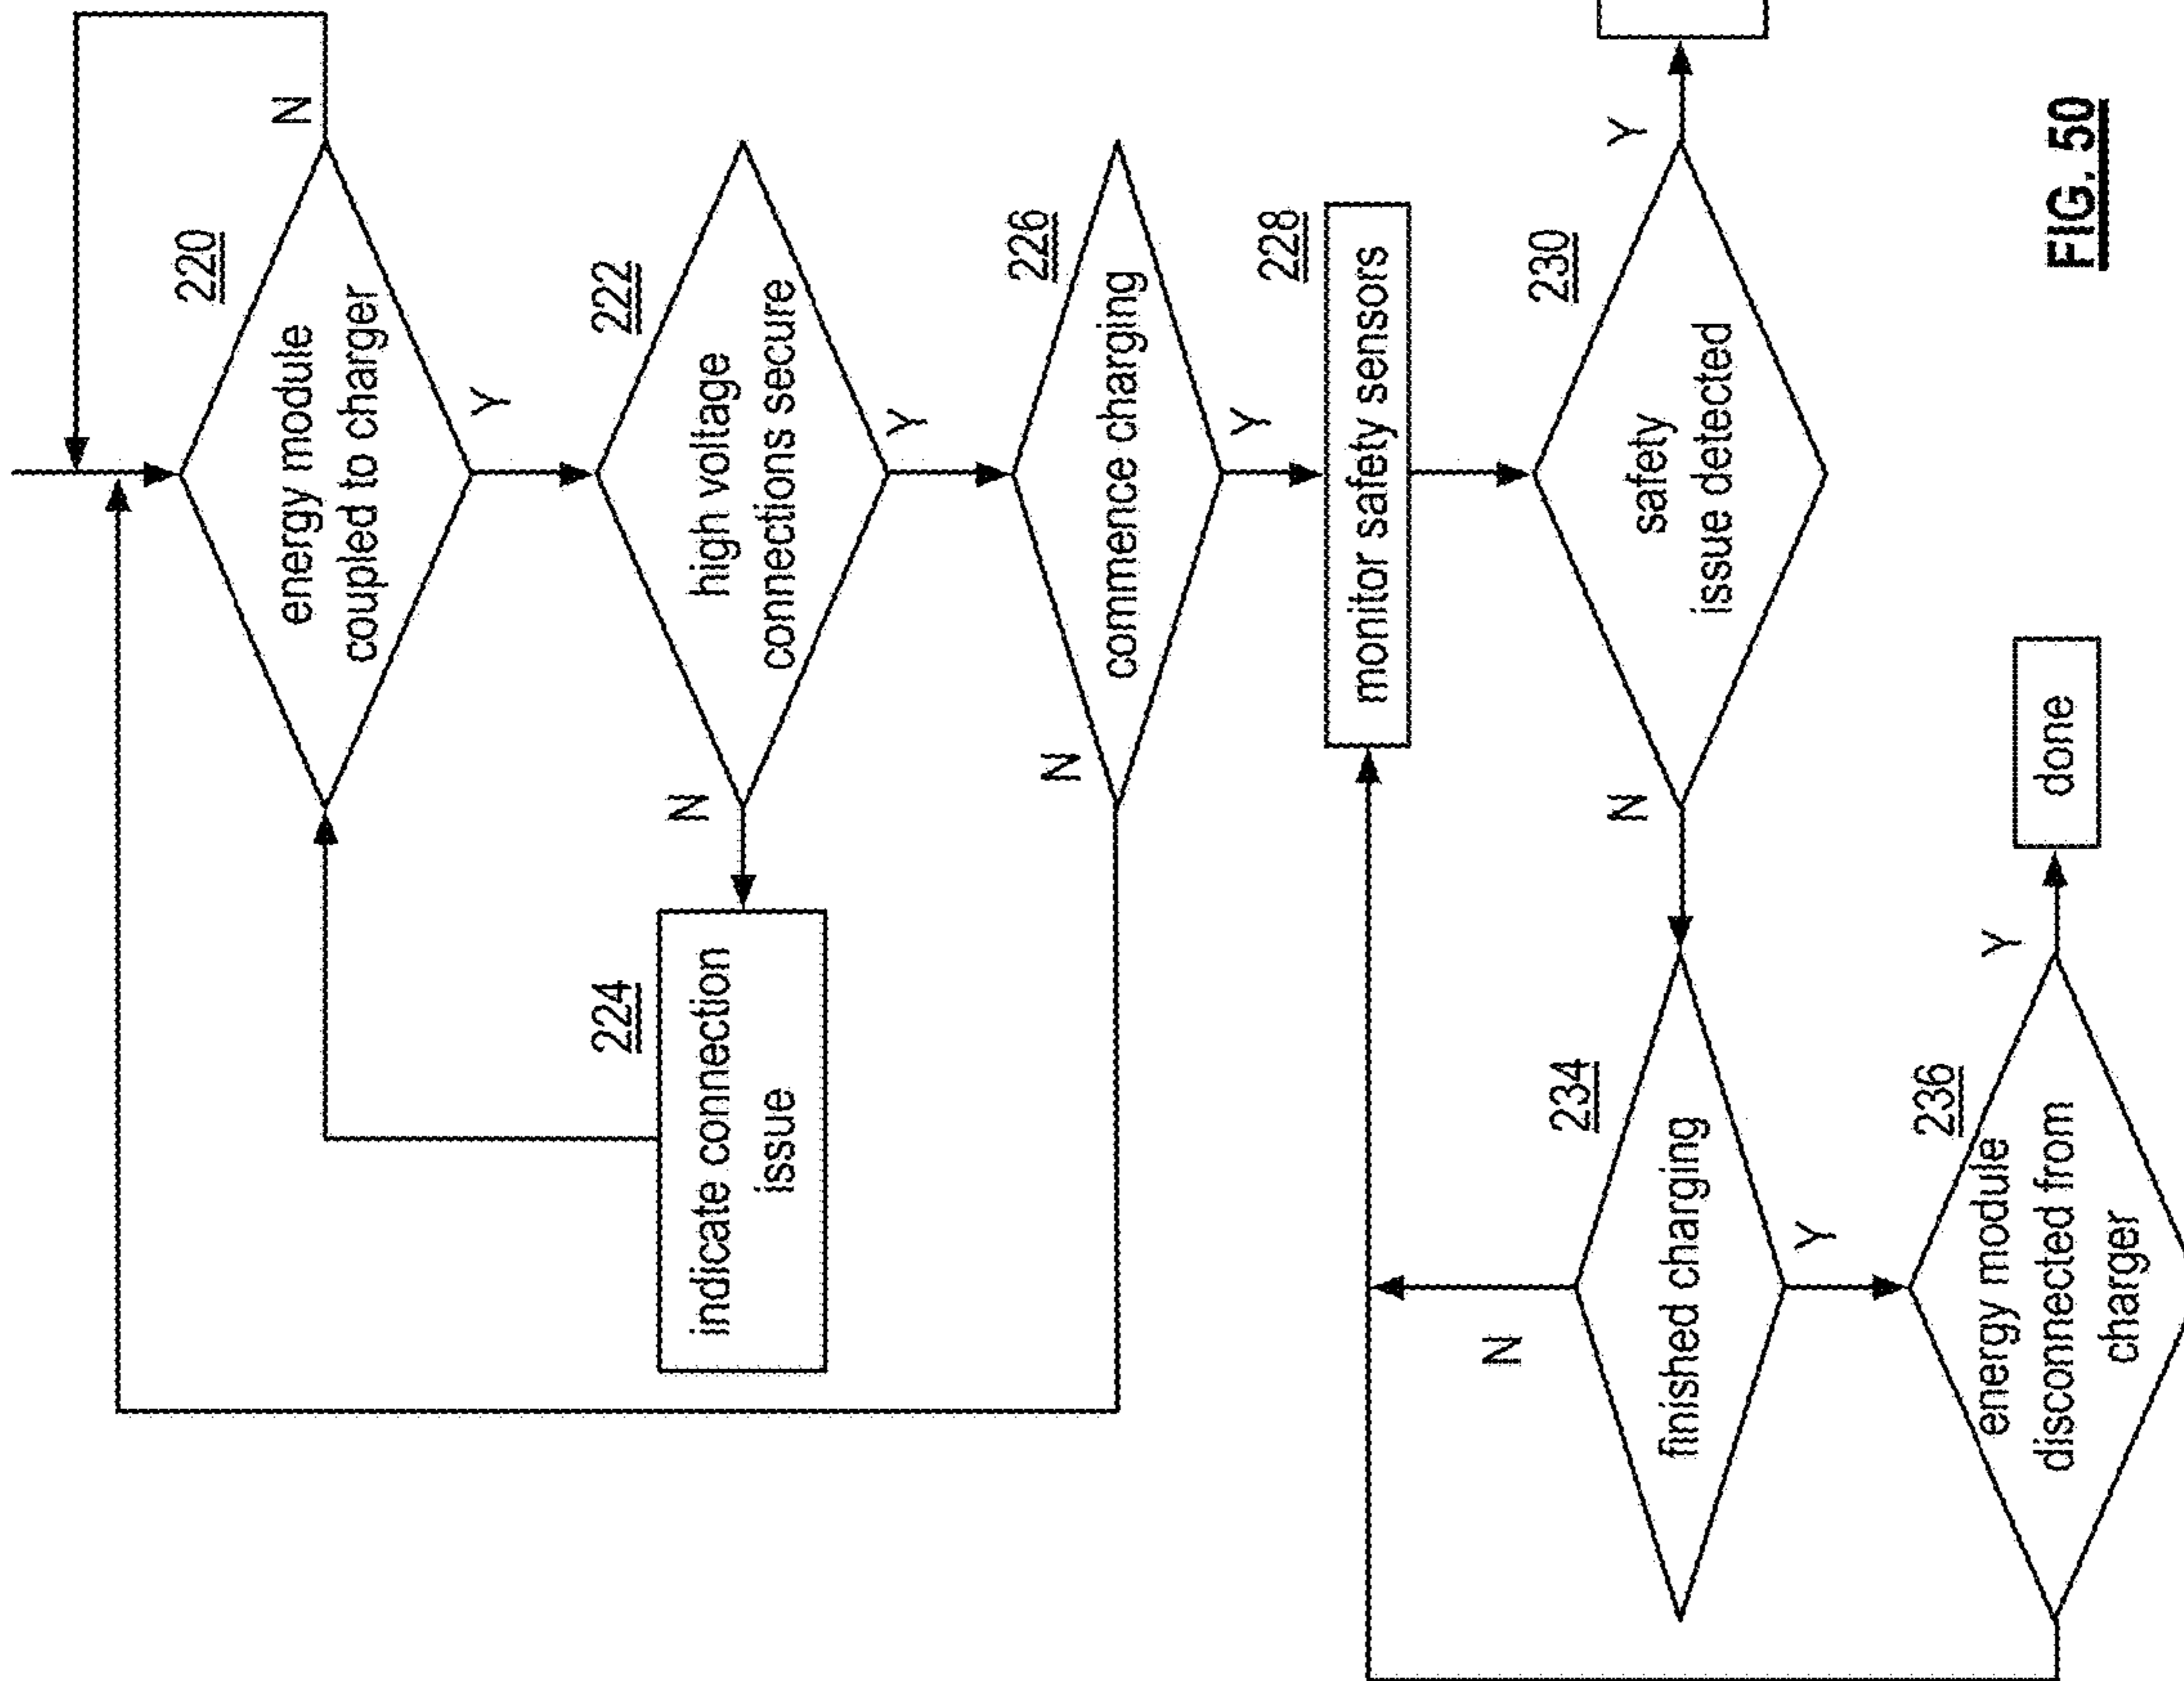 N
220
energy module
coupled to charger
Y
222
high voltage
connections secure
N
Y
224
indicate connection
issue
226
commence charging
N
Y
228
monitor safety sensors
230
safety
issue detected
Y
N
234
finished charging
N
Y
236
energy module
disconnected from
charger
Y
done
FIG. 50